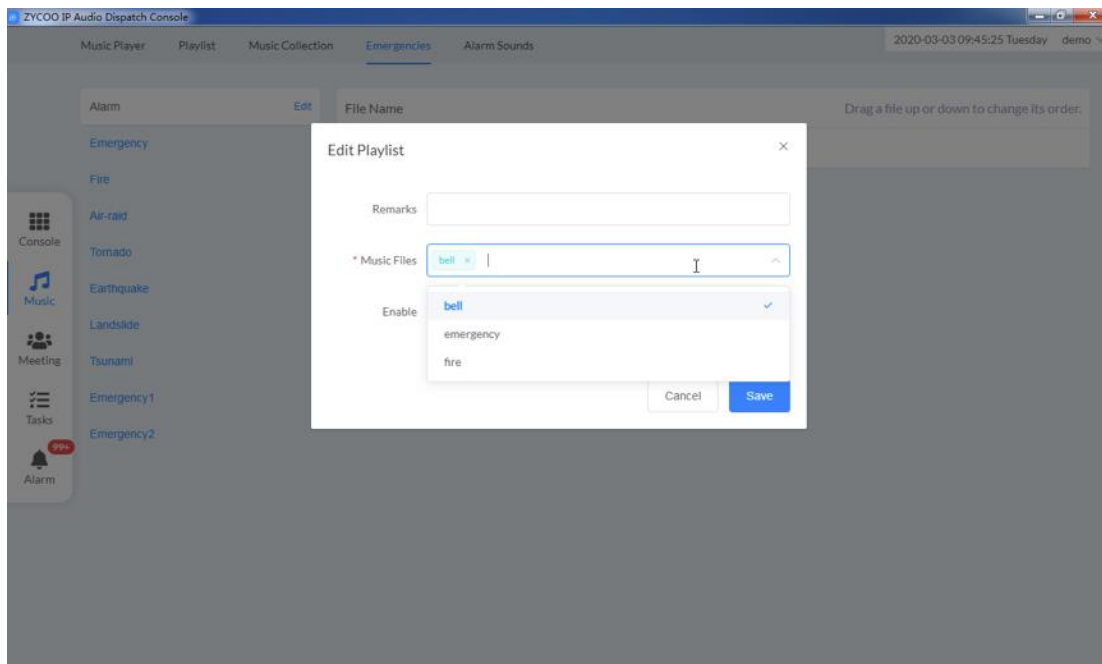 ZYCOO IP Audio Dispatch Console
Music Player Playlist Music Collection Emergencies Alarm Sounds 2020-03-03 09:45:25 Tuesday demo
Alarm Edit File Name Drag a file up or down to change its order.
Emergency
Fire
Air-raid
Tornado
Earthquake
Landslide
Tsunami
Emergency1
Emergency2
Console
Music
Meeting
Tasks
99+
Alarm
Edit Playlist
Remarks
* Music Files bell ×
Enable
bell
emergency
fire
Cancel Save